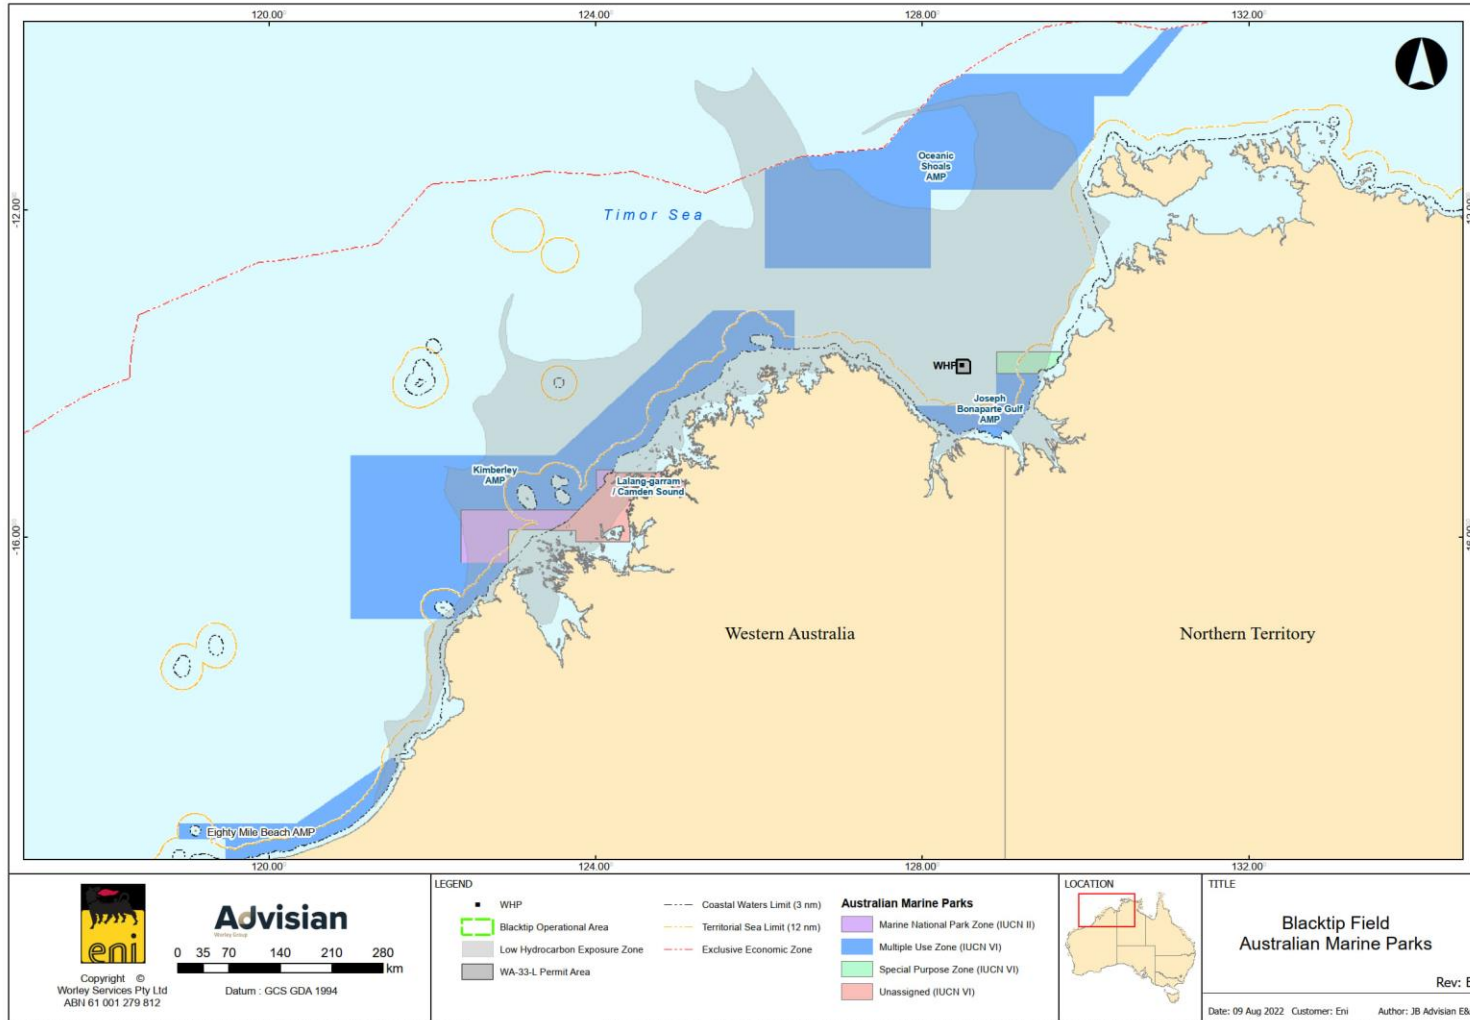 120.00°
124.00°
128.00°
132.00°
-12.00°
-16.00°
Oceanic
Shoals
AMP
Timor Sea
WHP
Joseph
Bonaparte Gulf
AMP
Kimberley
AMP
Lalang-garram
/ Camden Sound
Western Australia
Northern Territory
Eighty Mile Beach AMP
120.00°
124.00°
128.00°
132.00°
eni
Copyright ©
Worley Services Pty Ltd
ABN 61 001 279 812
Advisian
Worley Group
0 35 70 140 210 280
km
Datum : GCS GDA 1994
LEGEND
WHP
Blacktip Operational Area
Low Hydrocarbon Exposure Zone
WA-33-L Permit Area
Coastal Waters Limit (3 nm)
Territorial Sea Limit (12 nm)
Exclusive Economic Zone
Australian Marine Parks
Marine National Park Zone (IUCN II)
Multiple Use Zone (IUCN VI)
Special Purpose Zone (IUCN VI)
Unassigned (IUCN VI)
LOCATION
TITLE
Blacktip Field
Australian Marine Parks
Rev:
Date: 09 Aug 2022 Customer: Eni Author: JB Advisian